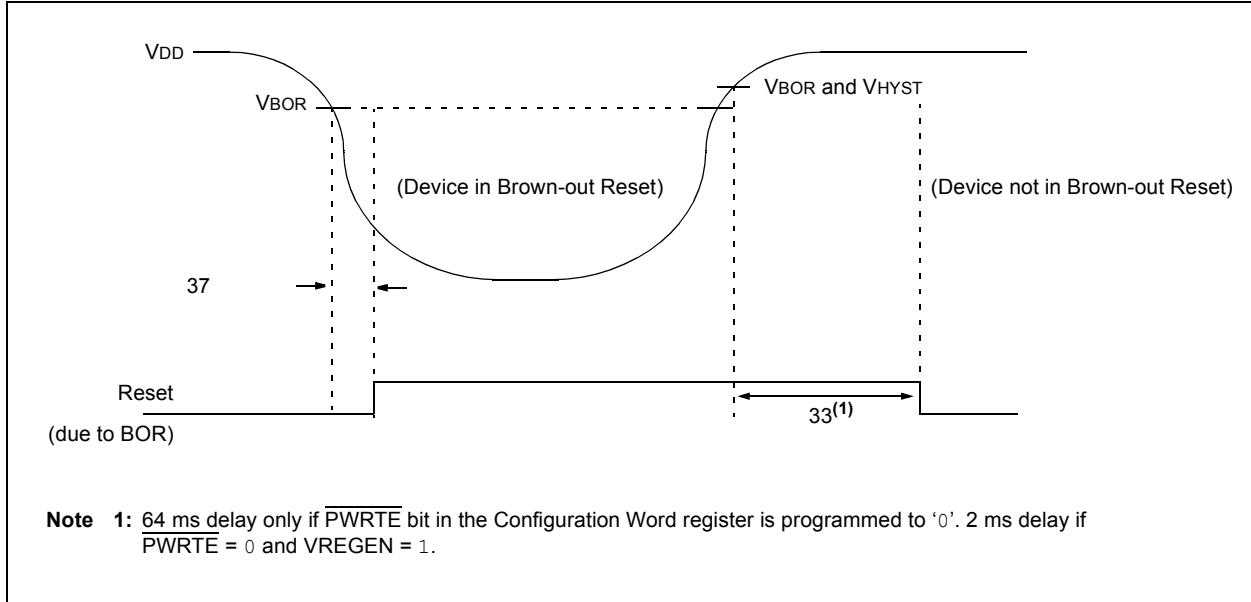 VDD
VBOR
VBOR and VHYST
(Device in Brown-out Reset)
(Device not in Brown-out Reset)
37
Reset
(due to BOR)
33(1)
Note 1: 64 ms delay only if PWRTE bit in the Configuration Word register is programmed to ‘0’. 2 ms delay if
PWRTE = 0 and VREGEN = 1.